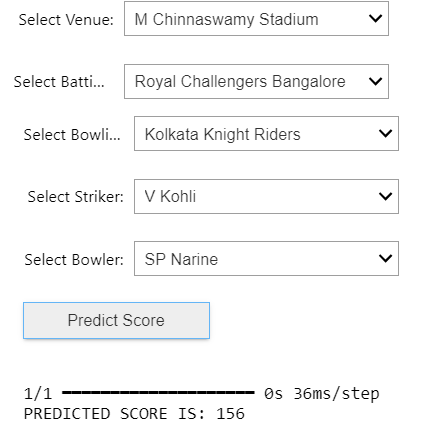 Select Venue: M Chinnaswamy Stadium
Select Batti... Royal Challengers Bangalore
Select Bowli... Kolkata Knight Riders
Select Striker: V Kohli
Select Bowler: SP Narine
Predict Score
1/1 ━━━━━━━━━━━━━━━━━━━━ 0s 36ms/step
PREDICTED SCORE IS: 156